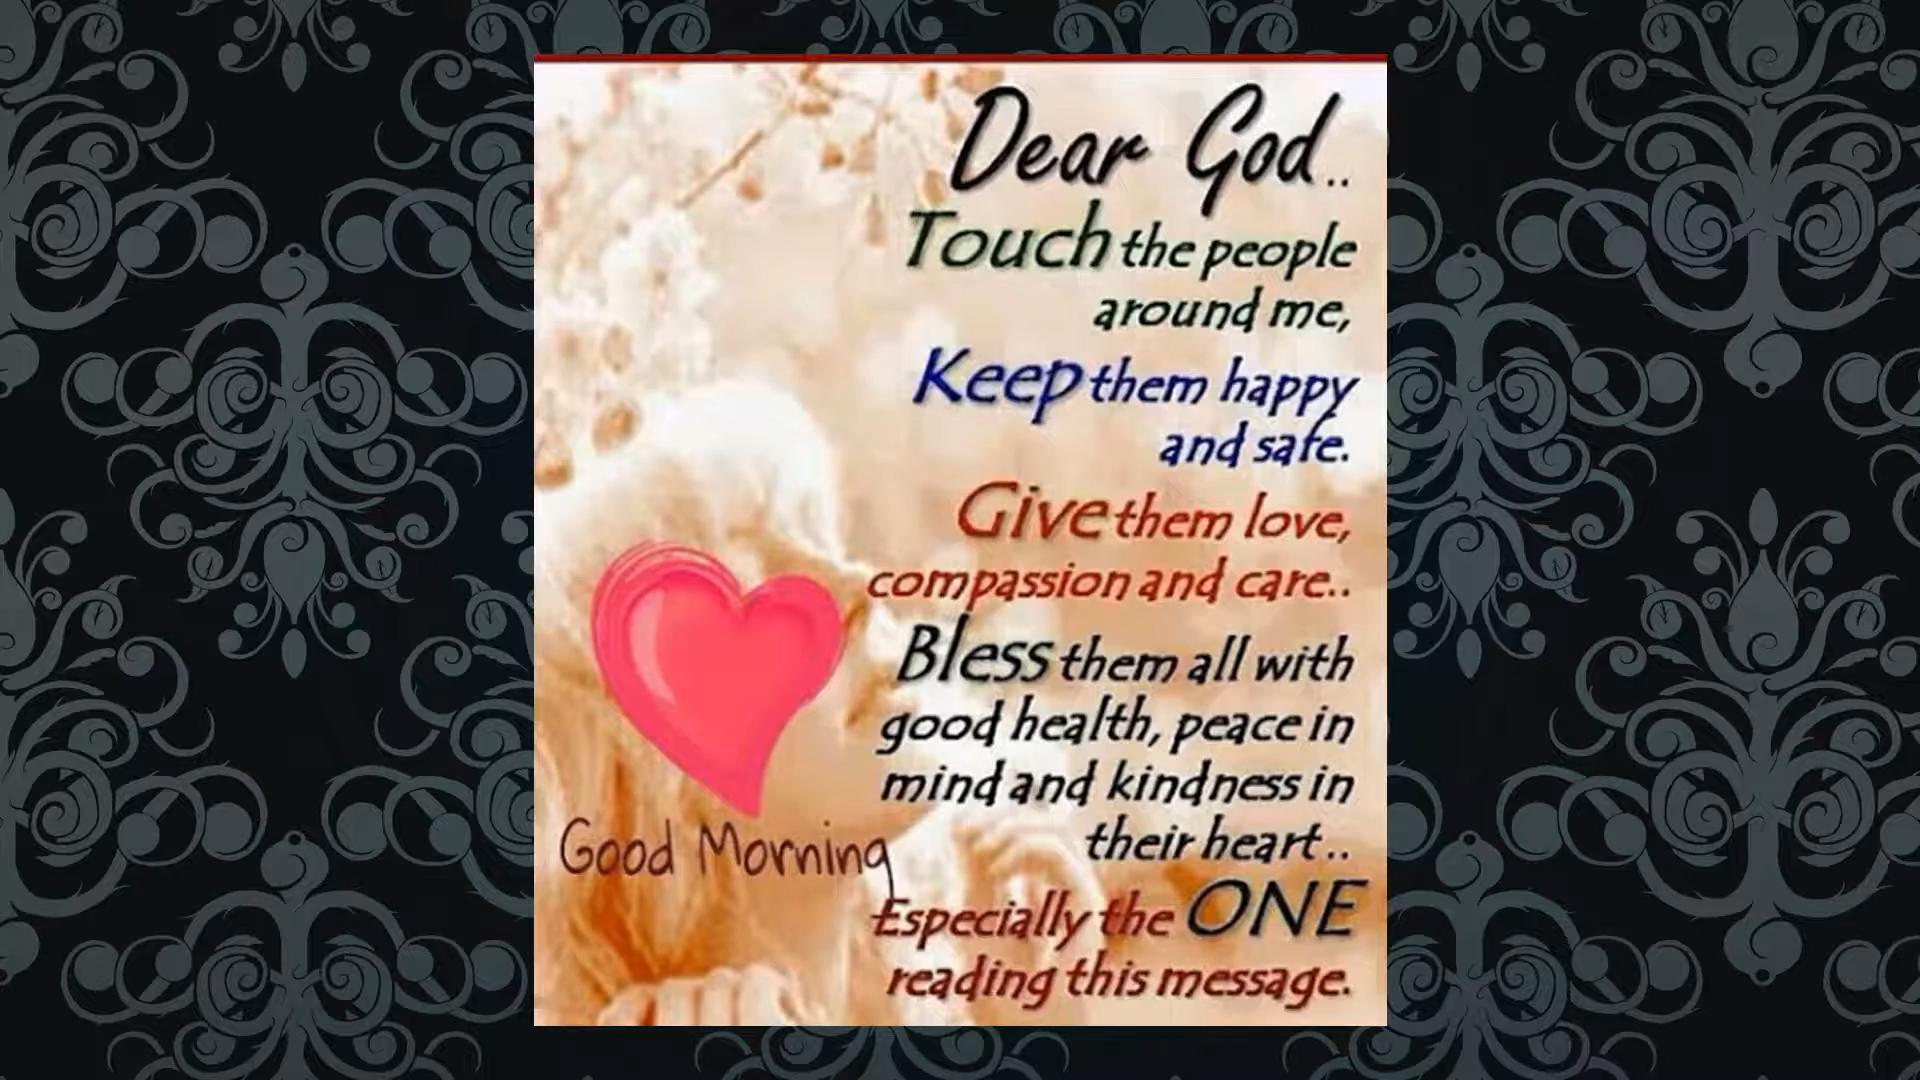 Dear God..
Touch the people
around me,
Keep them happy
and safe.
Give them love,
compassion and care..
Bless them all with
good health, peace in
mind and kindness in
their heart..
Good Morning
Especially the ONE
reading this message.